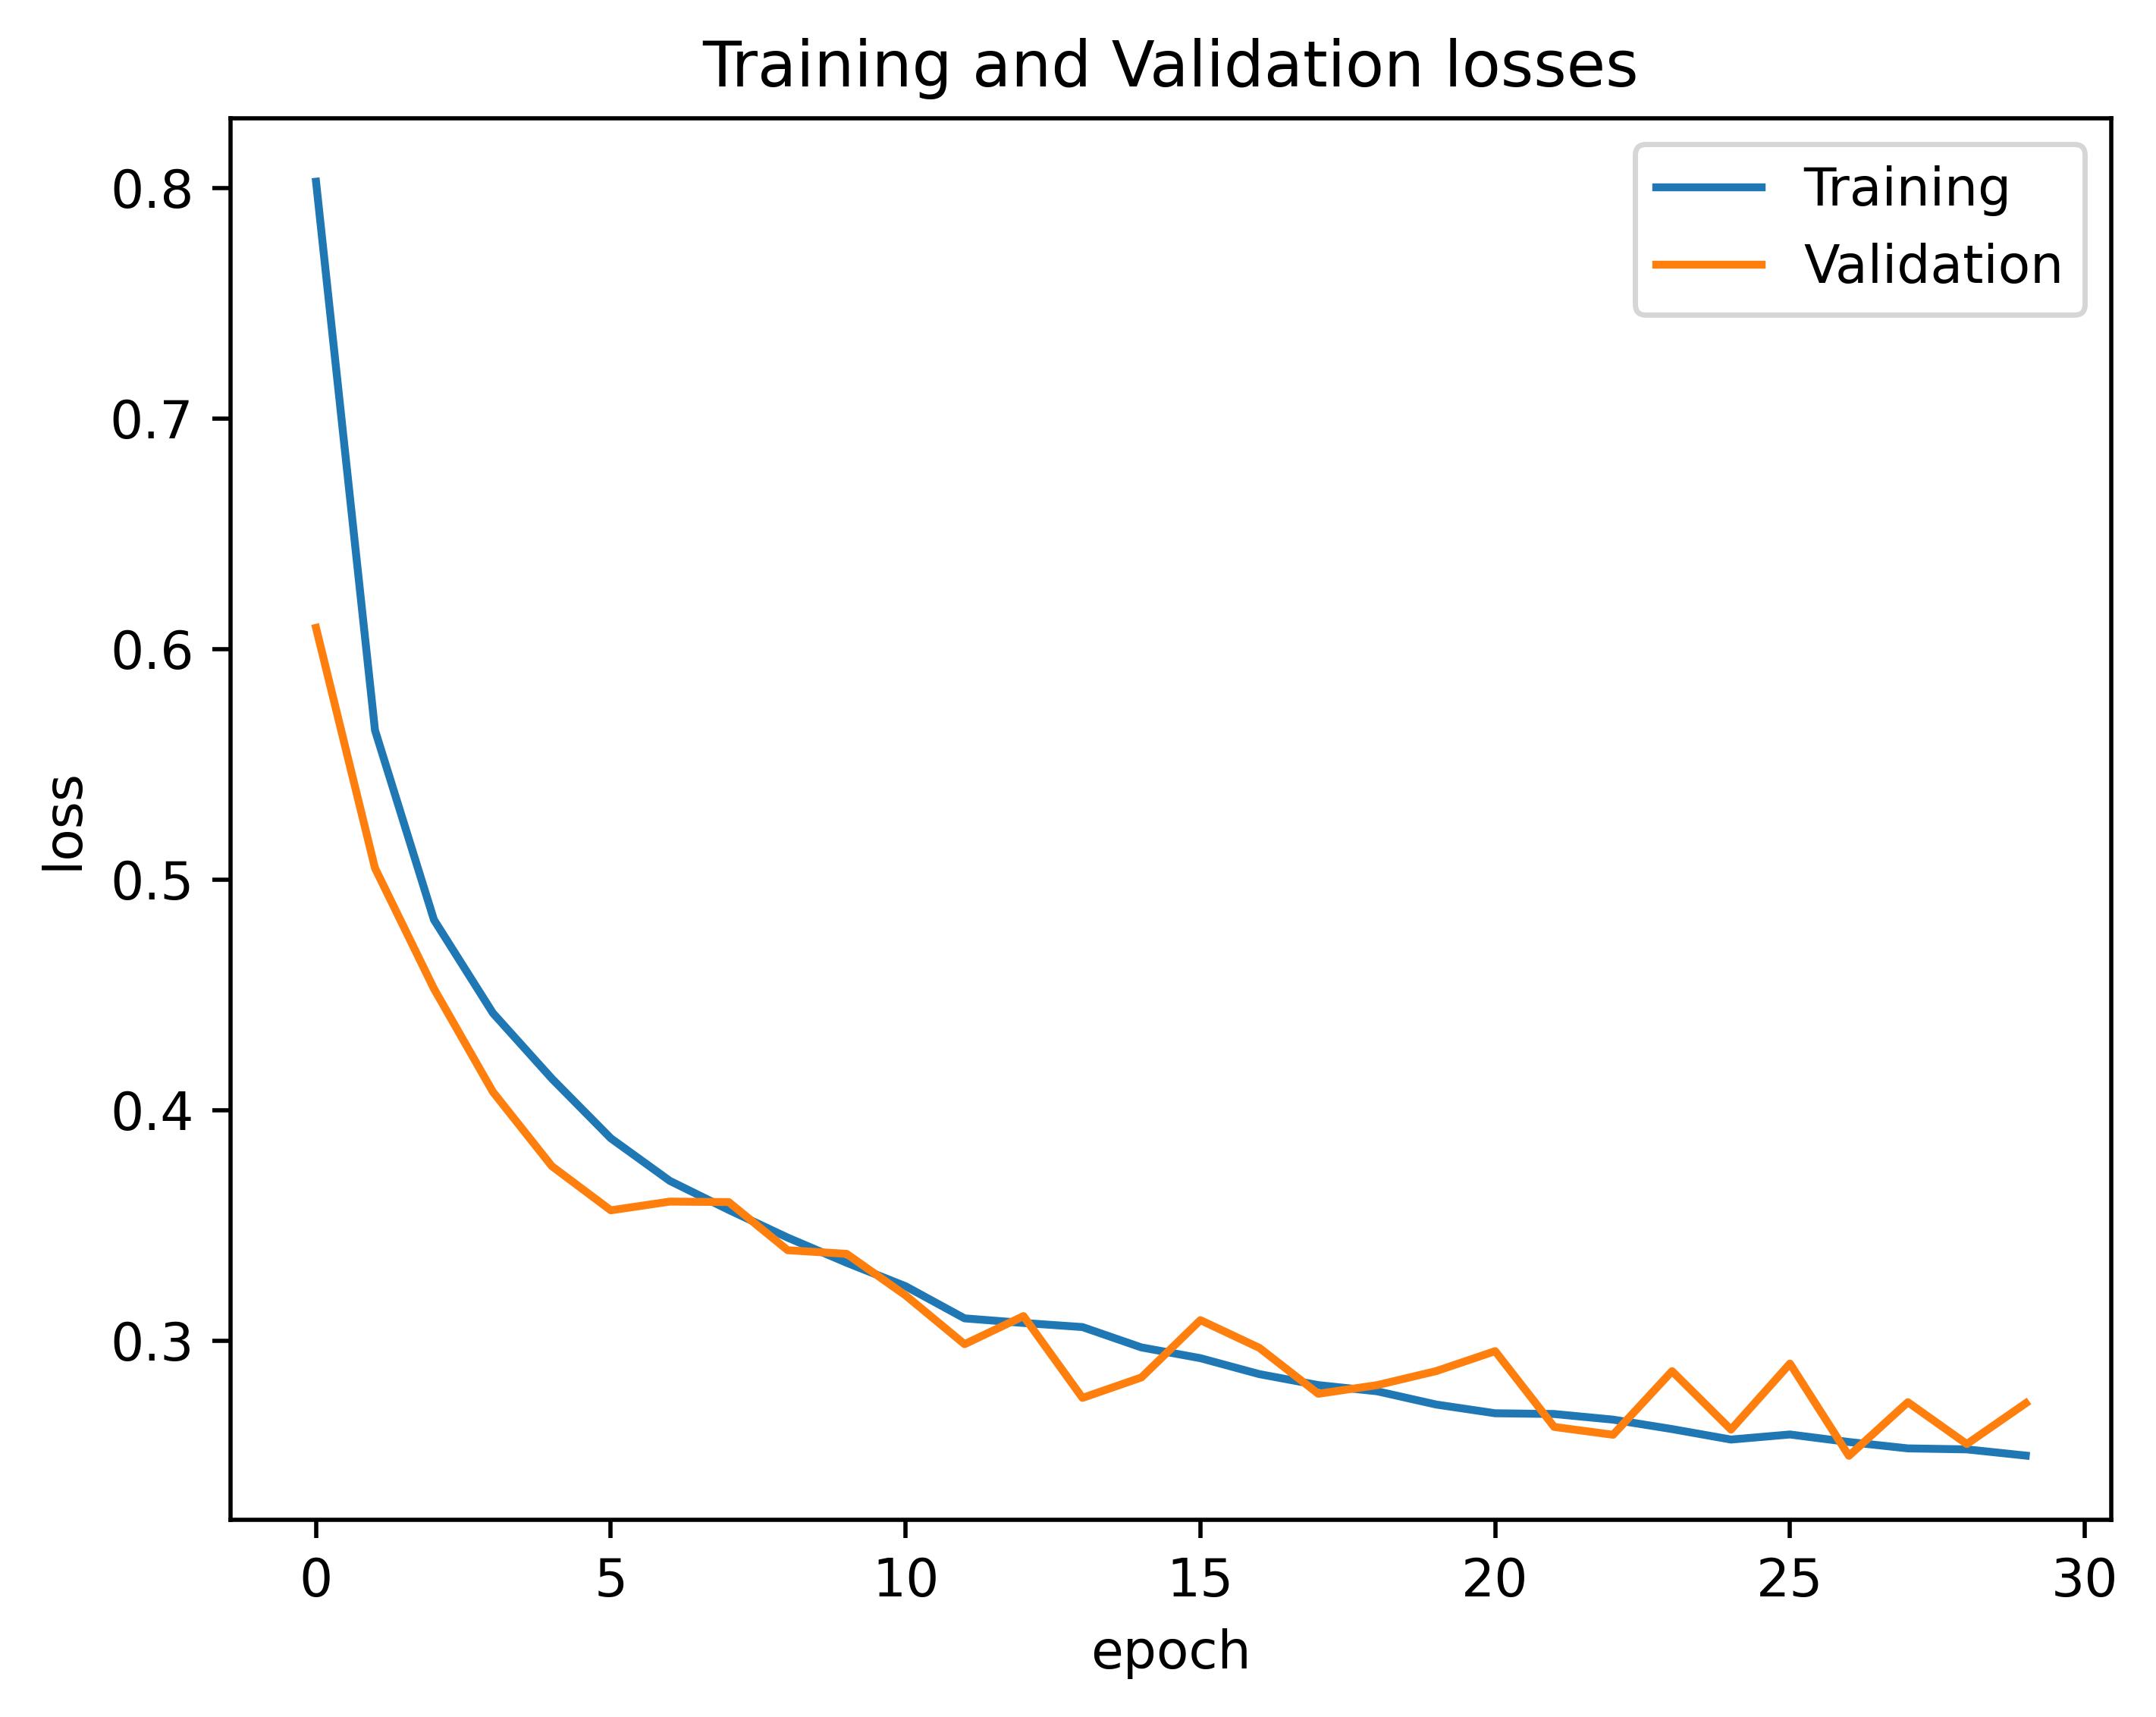 Training and Validation losses
Training
Validation
0.8
0.7
0.6
0.5
0.4
0.3
loss
0 5 10 15 20 25 30
epoch